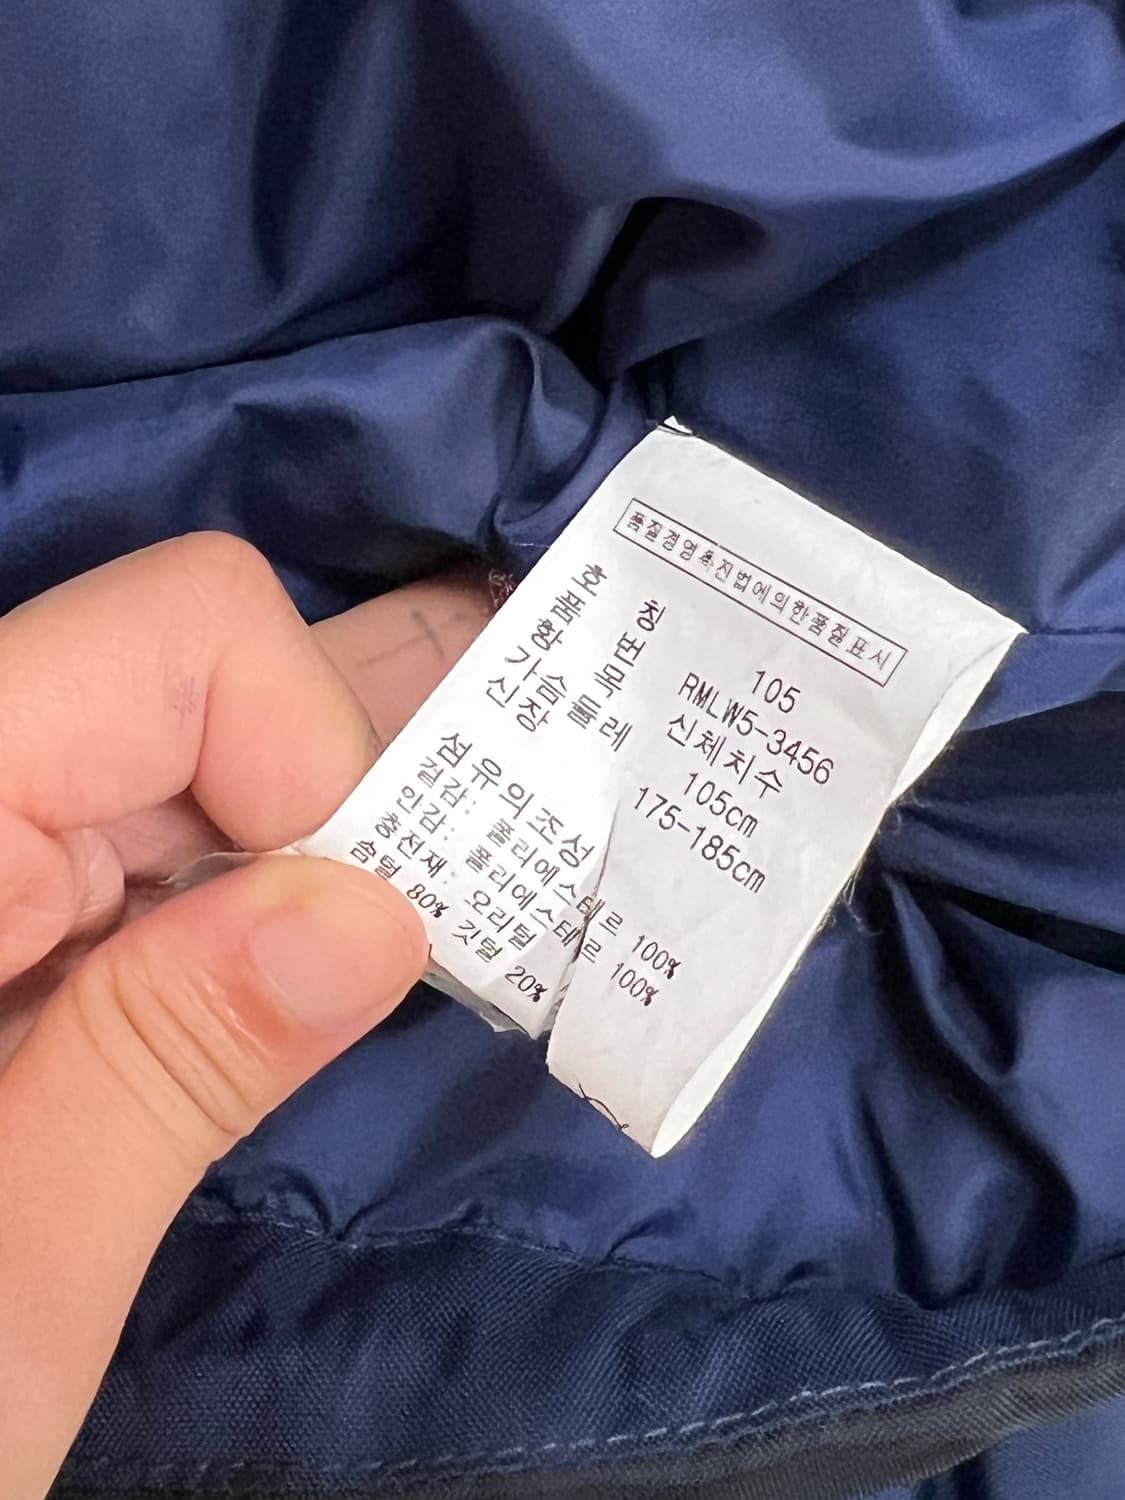 품질경영촉진법에의한품질표시
호 칭 105
품 번 RMLW5-3456
항 목 신체치수
가슴둘레 105cm
신장 175-185cm
섬유의조성
겉감: 폴리에스테르 100%
안감: 폴리에스테르 100%
충전재: 오리털
솜털 80% 깃털 20%